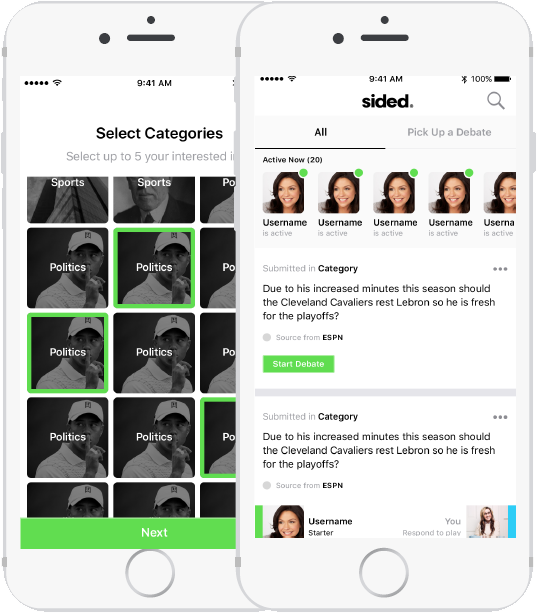 9:41 AM
Select Categories
Select up to 5 your interested i
Sports
Sports
Po
Politics
Politics
Po
Politics
Politics
Po
Politics
Politics
Po
Next
9:41 AM
100%
sided.
All
Pick Up a Debate
Active Now (20)
Username
Username
Username
Username
Userna
is active
is active
is active
is active
is activ
Submitted in Category
Due to his increased minutes this season should
the Cleveland Cavaliers rest Lebron so he is fresh
for the playoffs?
Source from ESPN
Start Debate
Submitted in Category
Due to his increased minutes this season should
the Cleveland Cavaliers rest Lebron so he is fresh
for the playoffs?
Source from ESPN
Username
You
Starter
Respond to play